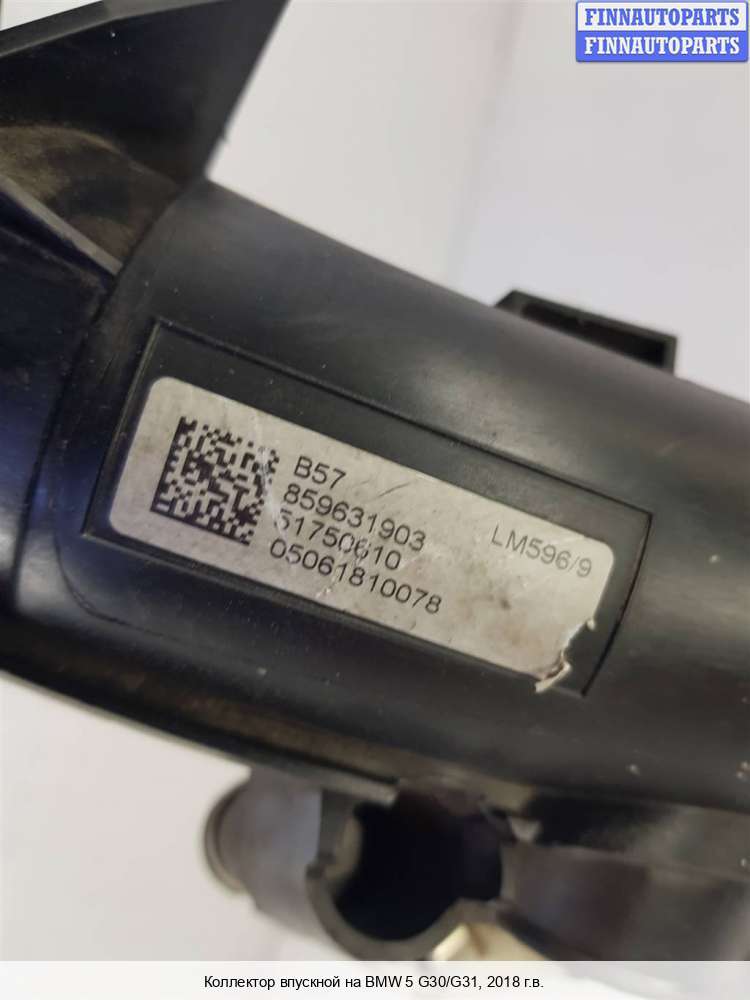 FINNAUTOPARTS
FINNAUTOPARTS
B57
859631903
51750610
05061810078
LM596/9
Коллектор впускной на BMW 5 G30/G31, 2018 г.в.